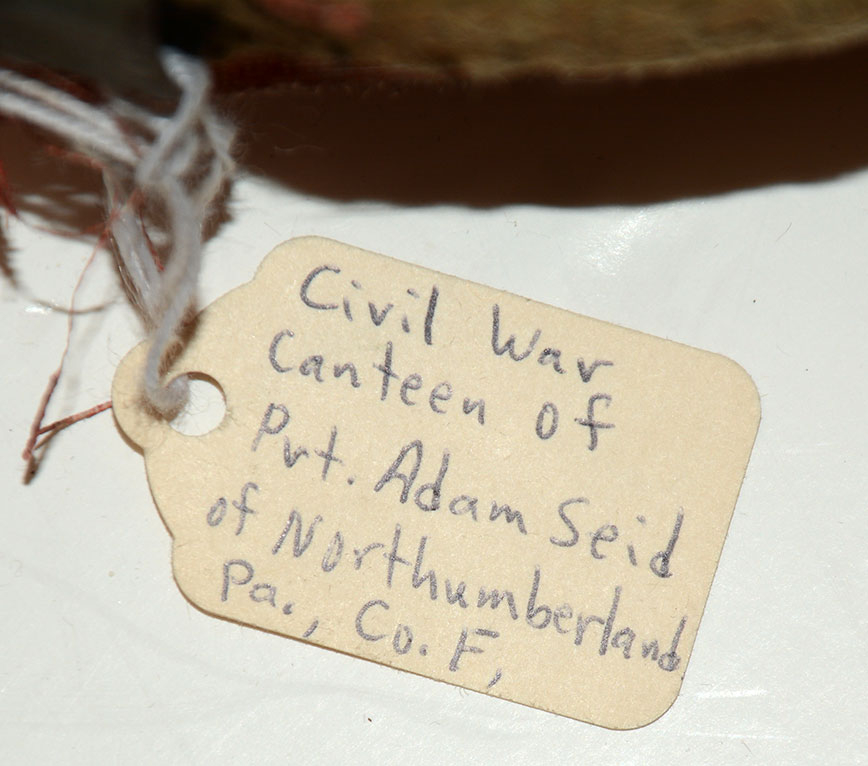 Civil War
Canteen of
Pvt. Adam Seid
of Northumberland
Pa., Co. F,